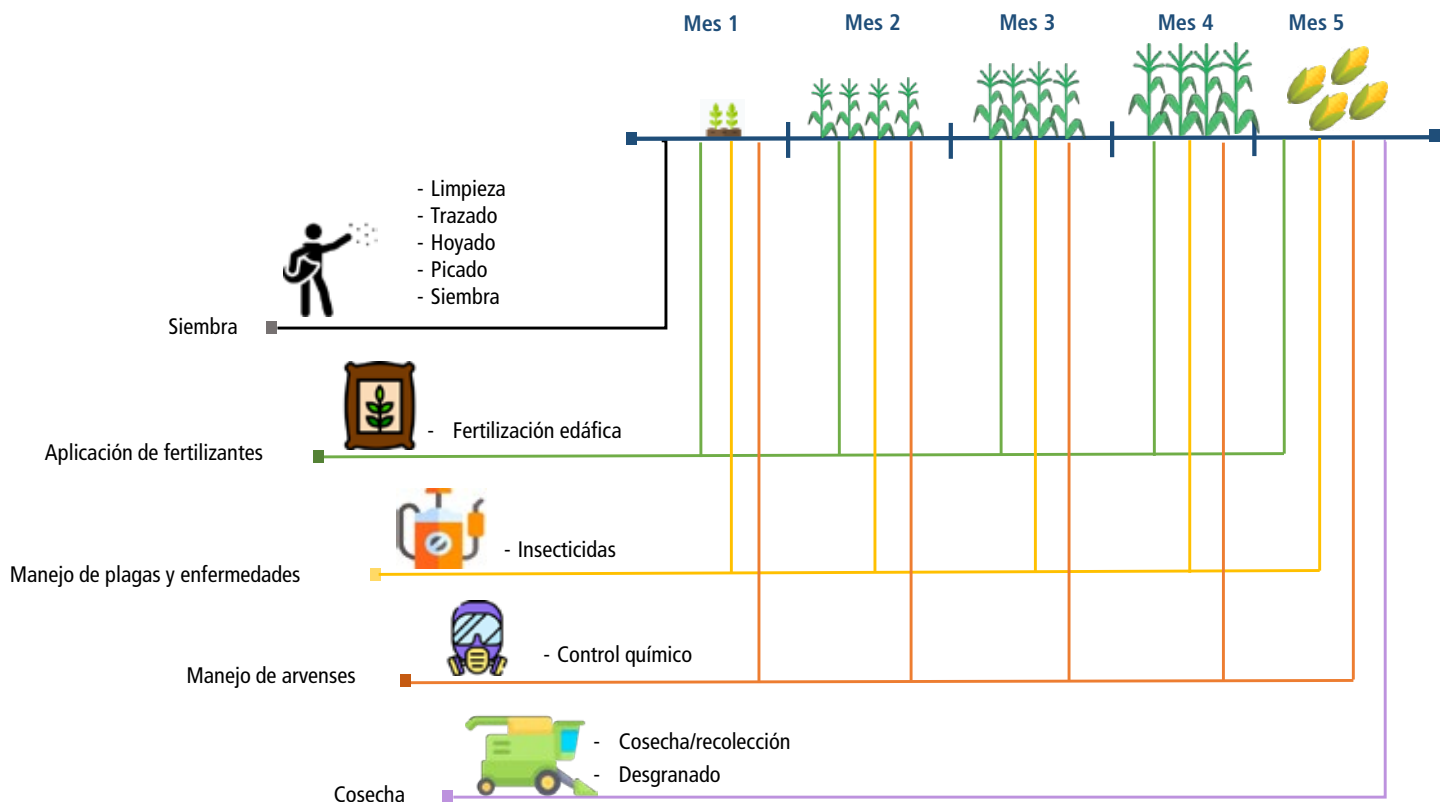 Mes 1
Mes 2
Mes 3
Mes 4
Mes 5
- Limpieza
- Trazado
- Hoyado
- Picado
- Siembra
Siembra
- Fertilización edáfica
Aplicación de fertilizantes
- Insecticidas
Manejo de plagas y enfermedades
- Control químico
Manejo de arvenses
- Cosecha/recolección
- Desgranado
Cosecha